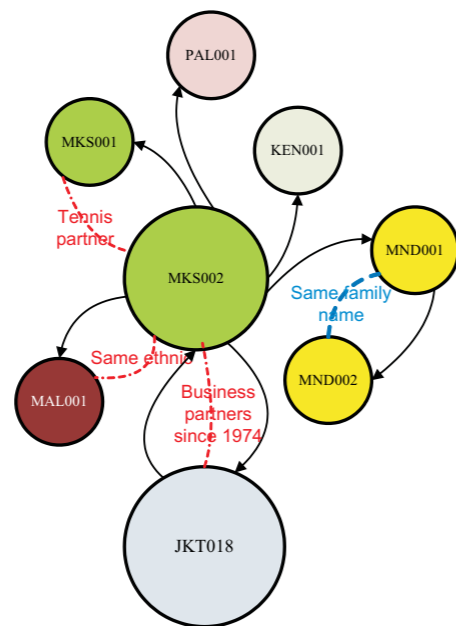 PAL001
MKS001
KEN001
Tennis
partner
MKS002
MND001
Same family
name
Same ethnic
MND002
MAL001
Business
partners
since 1974
JKT018